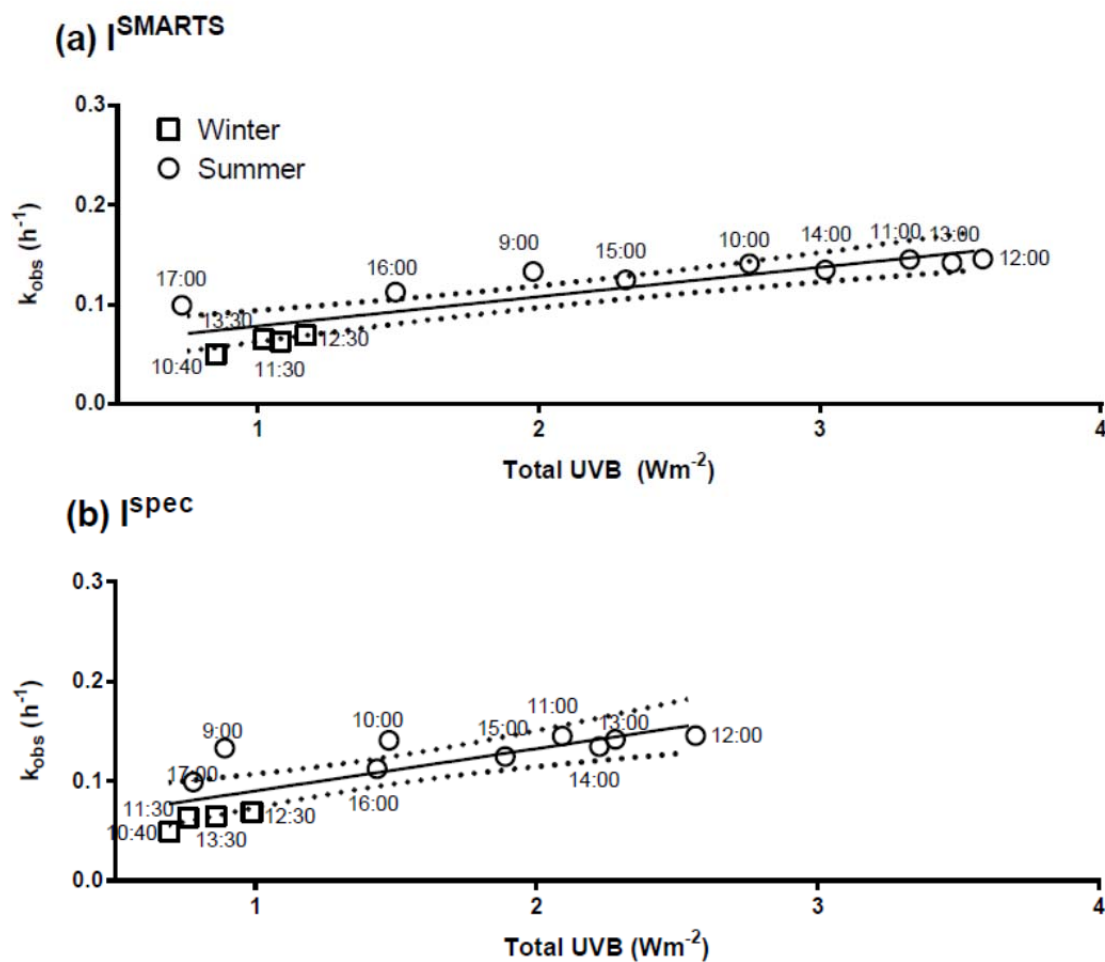 (a) I^SMARTS
0.3
Winter
Summer
0.2
k_obs (h^-1)
9:00 15:00 10:00 14:00 11:00 13:00
17:00 16:00 12:00
0.1
13:30 12:30
10:40 11:30
0.0
1 2 3 4
Total UVB (Wm^-2)
(b) I^spec
0.3
0.2
k_obs (h^-1)
9:00 10:00 15:00 11:00 13:00 12:00
0.1
17:00 16:00 14:00
11:30 12:30
10:40 13:30
0.0
1 2 3 4
Total UVB (Wm^-2)